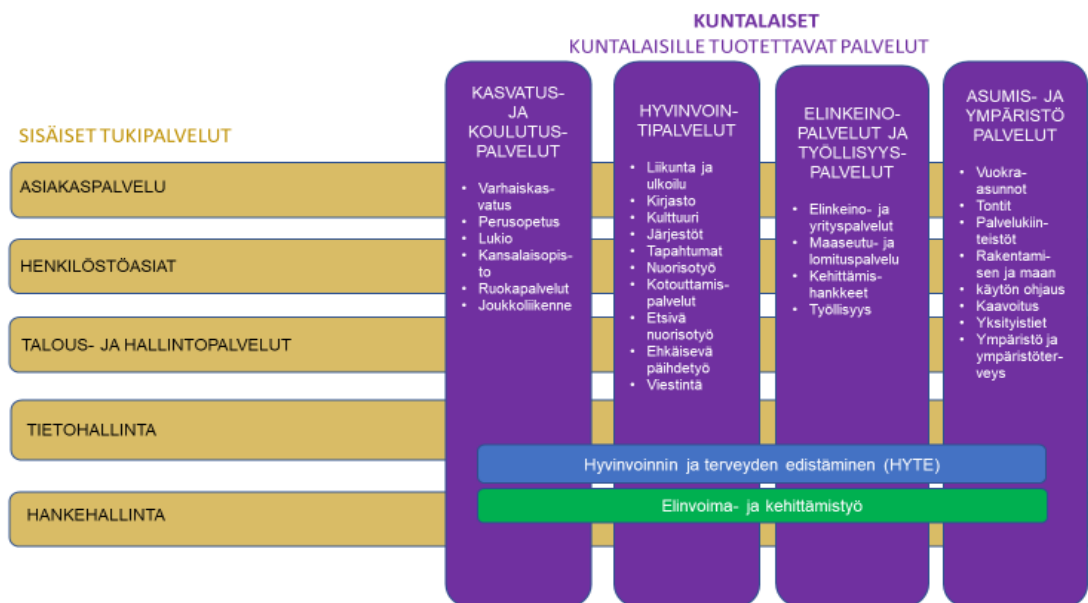 KUNTALAISET
KUNTALAISILLE TUOTETTAVAT PALVELUT
SISÄISET TUKIPALVELUT
ASIAKASPALVELU
HENKILÖSTÖASIAT
TALOUS- JA HALLINTOPALVELUT
TIETOHALLINTA
HANKEHALLINTA
KASVATUS-
JA
KOULUTUS-
PALVELUT
• Varhaiskas-
vatus
• Perusopetus
• Lukio
• Kansalaisopis-
to
• Ruokapalvelut
• Joukkoliikenne
HYVINVOIN-
TIPALVELUT
• Liikunta ja
ulkoilu
• Kirjasto
• Kulttuuri
• Järjestöt
• Tapahtumat
• Nuorisotyö
• Kotouttamis-
palvelut
• Etsivä
nuorisotyö
• Ehkäisevä
päihdetyö
• Viestintä
ELINKEINO-
PALVELUT JA
TYÖLLISYYS-
PALVELUT
• Elinkeino- ja
yrityspalvelut
• Maaseutu- ja
lomituspalvelu
• Kehittämis-
hankkeet
• Työllisyys
ASUMIS- JA
YMPÄRISTÖ
PALVELUT
• Vuokra-
asunnot
• Tontit
• Palvelukiin-
teistöt
• Rakentami-
sen ja maan
• käytön ohjaus
• Kaavoitus
• Yksityistiet
• Ympäristö ja
ympäristöter-
veys
Hyvinvoinnin ja terveyden edistäminen (HYTE)
Elinvoima- ja kehittämistyö